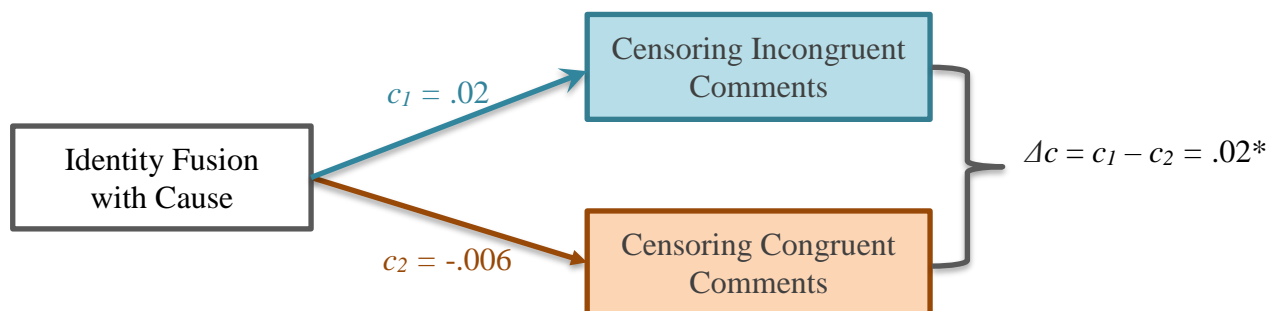 Censoring Incongruent
Comments
c1 = .02
Identity Fusion
with Cause
Δc = c1 – c2 = .02*
c2 = -.006
Censoring Congruent
Comments